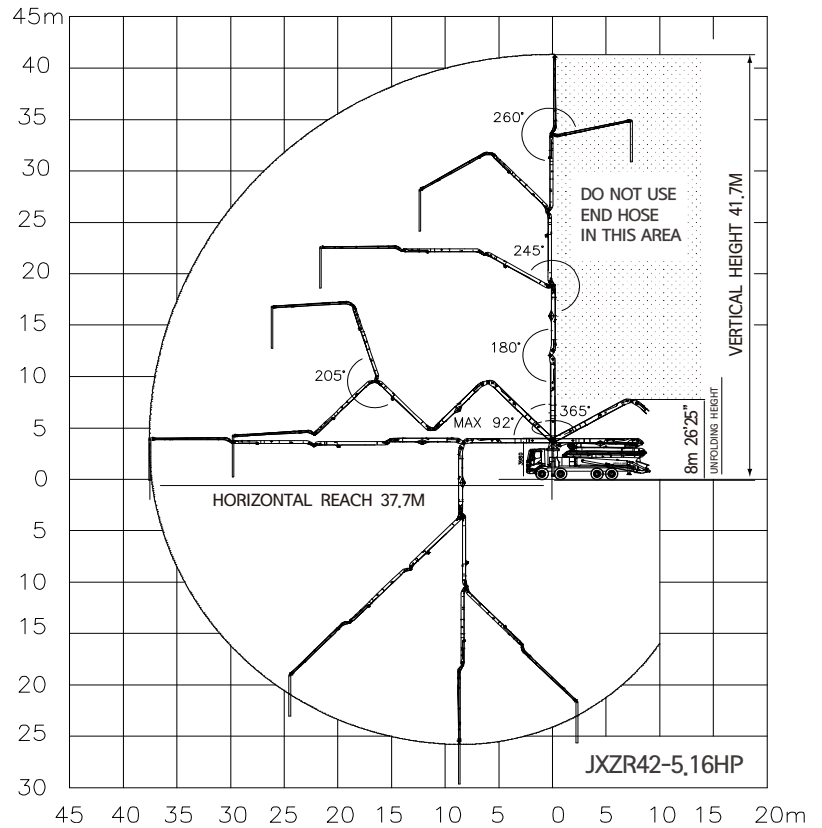 45m
40
35
30
25
20
15
10
5
0
5
10
15
20
25
30
45 40 35 30 25 20 15 10 5 0 5 10 15 20m
260°
245°
180°
205°
MAX 92°
365°
DO NOT USE
END HOSE
IN THIS AREA
VERTICAL HEIGHT 41.7M
8m 26'25"
UNFOLDING HEIGHT
HORIZONTAL REACH 37.7M
JXZR42-5.16HP